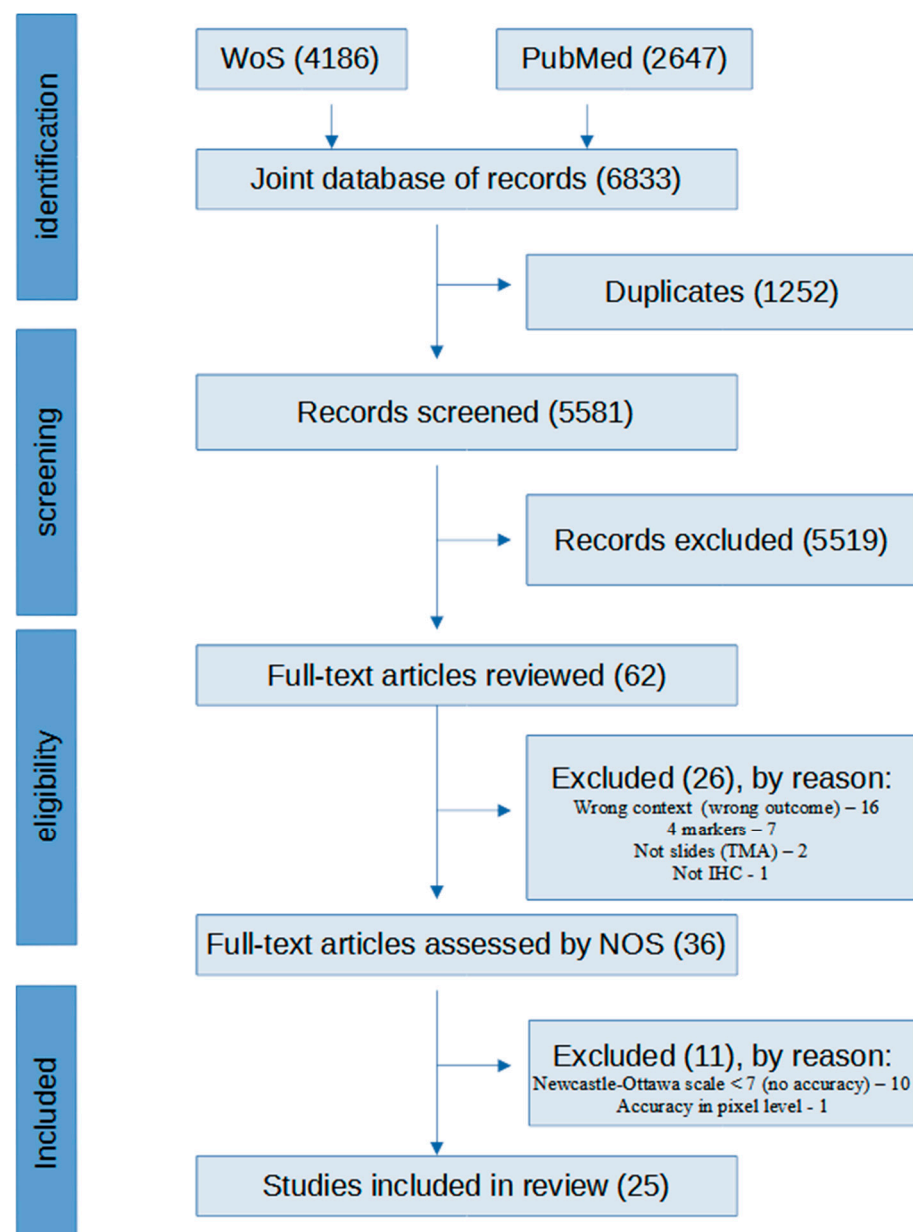 identification
WoS (4186)
PubMed (2647)
Joint database of records (6833)
Duplicates (1252)
screening
Records screened (5581)
Records excluded (5519)
eligibility
Full-text articles reviewed (62)
Excluded (26), by reason:
Wrong context (wrong outcome) – 16
4 markers – 7
Not slides (TMA) – 2
Not IHC - 1
Full-text articles assessed by NOS (36)
Included
Excluded (11), by reason:
Newcastle-Ottawa scale < 7 (no accuracy) – 10
Accuracy in pixel level - 1
Studies included in review (25)